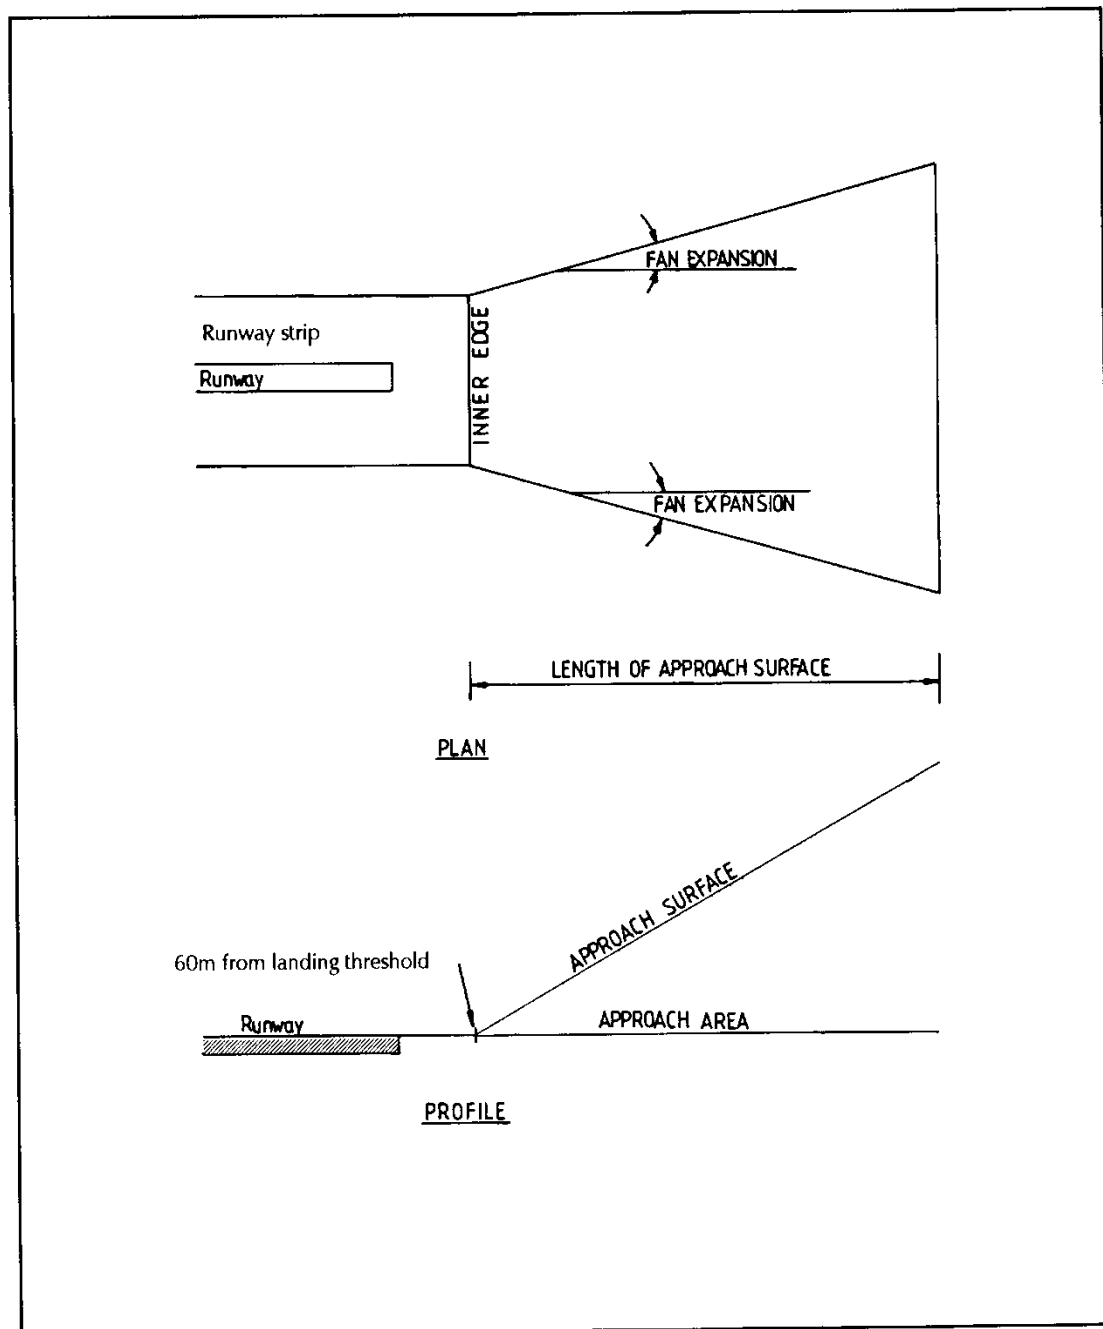 FAN EXPANSION
Runway strip
Runway
INNER EDGE
FAN EXPANSION
LENGTH OF APPROACH SURFACE
PLAN
APPROACH SURFACE
60m from landing threshold
Runway
APPROACH AREA
PROFILE